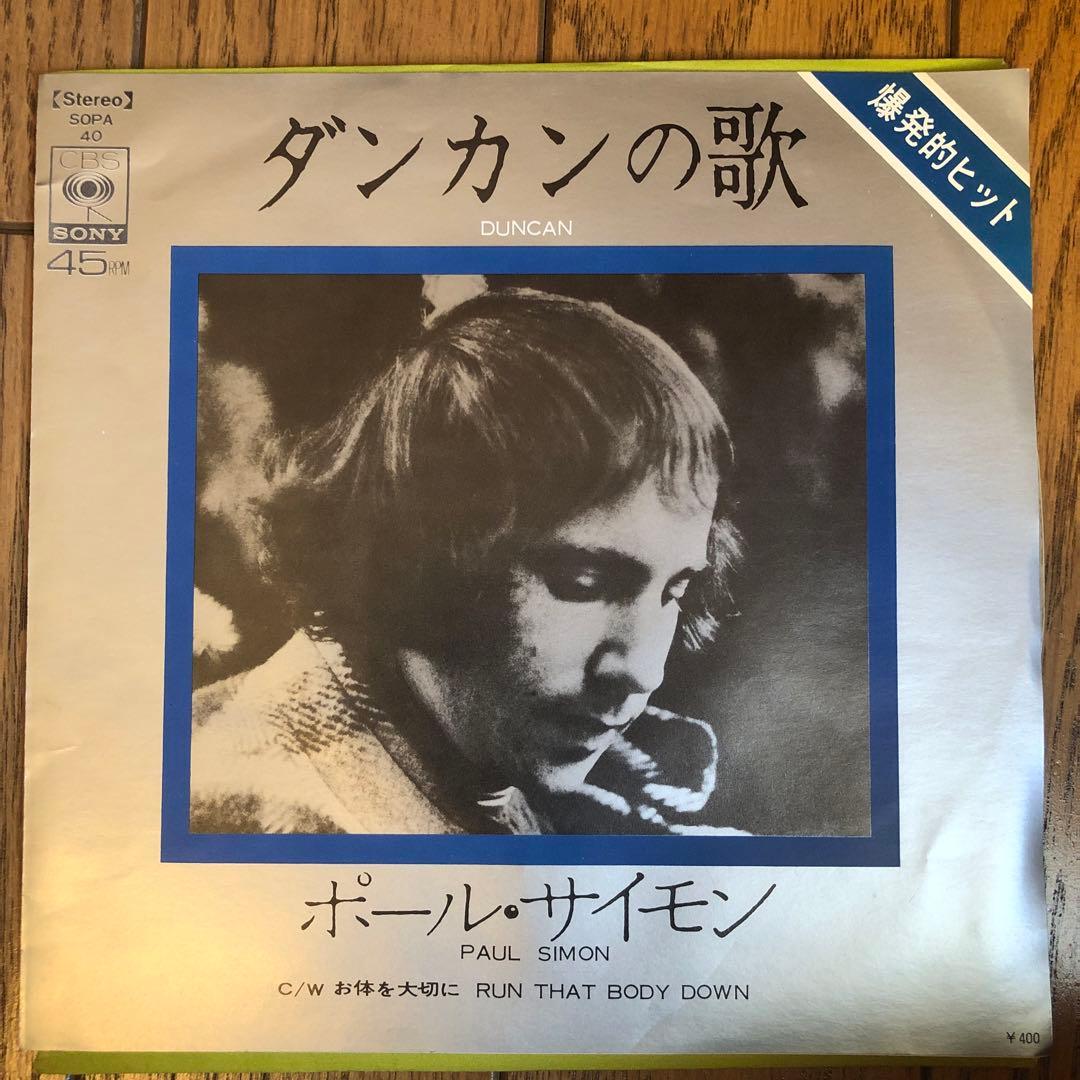 【Stereo】
SOPA
40
CBS
SONY
45RPM
ダンカンの歌
DUNCAN
爆発的ヒット
ポール・サイモン
PAUL SIMON
C/W お体を大切に RUN THAT BODY DOWN
¥400